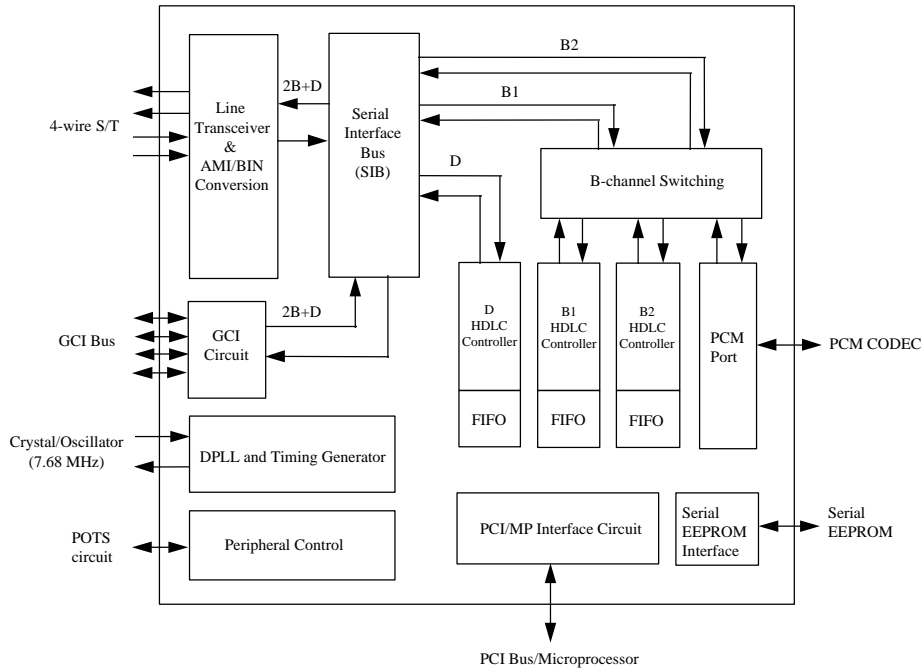 B2
2B+D
B1
4-wire S/T
Line
Transceiver
&
AMI/BIN
Conversion
Serial
Interface
Bus
(SIB)
D
B-channel Switching
GCI Bus
GCI
Circuit
2B+D
D
HDLC
Controller
FIFO
B1
HDLC
Controller
FIFO
B2
HDLC
Controller
FIFO
PCM
Port
PCM CODEC
Crystal/Oscillator
(7.68 MHz)
DPLL and Timing Generator
POTS
circuit
Peripheral Control
PCI/MP Interface Circuit
Serial
EEPROM
Interface
Serial
EEPROM
PCI Bus/Microprocessor